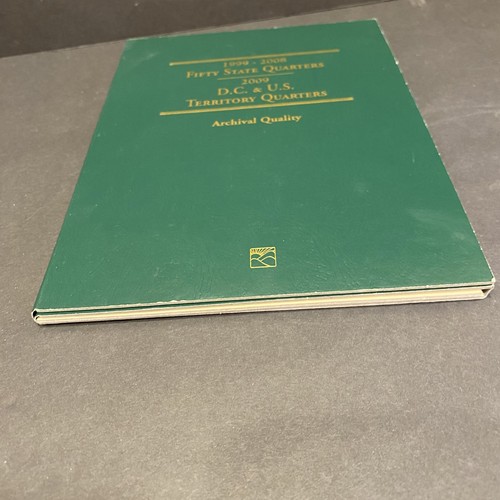 1999 - 2008
FIFTY STATE QUARTERS
2009
D.C. & U.S.
TERRITORY QUARTERS
Archival Quality